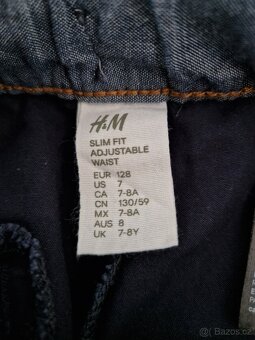 H&M
SLIM FIT
ADJUSTABLE
WAIST
EUR 128
US 7
CA 7-8A
CN 130/59
MX 7-8A
AUS 8
UK 7-8Y
Bazoš.cz